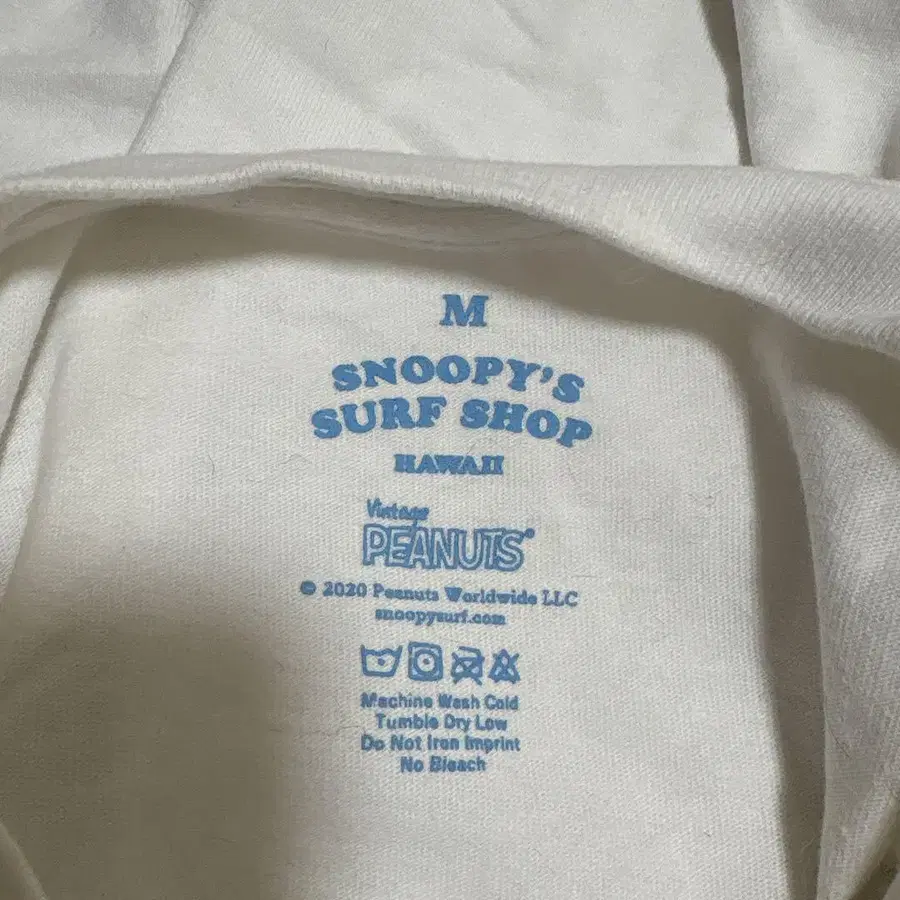 M
SNOOPY'S
SURF SHOP
HAWAII
Vintage
PEANUTS®
© 2020 Peanuts Worldwide LLC
snoopysurf.com
Machine Wash Cold
Tumble Dry Low
Do Not Iron Imprint
No Bleach